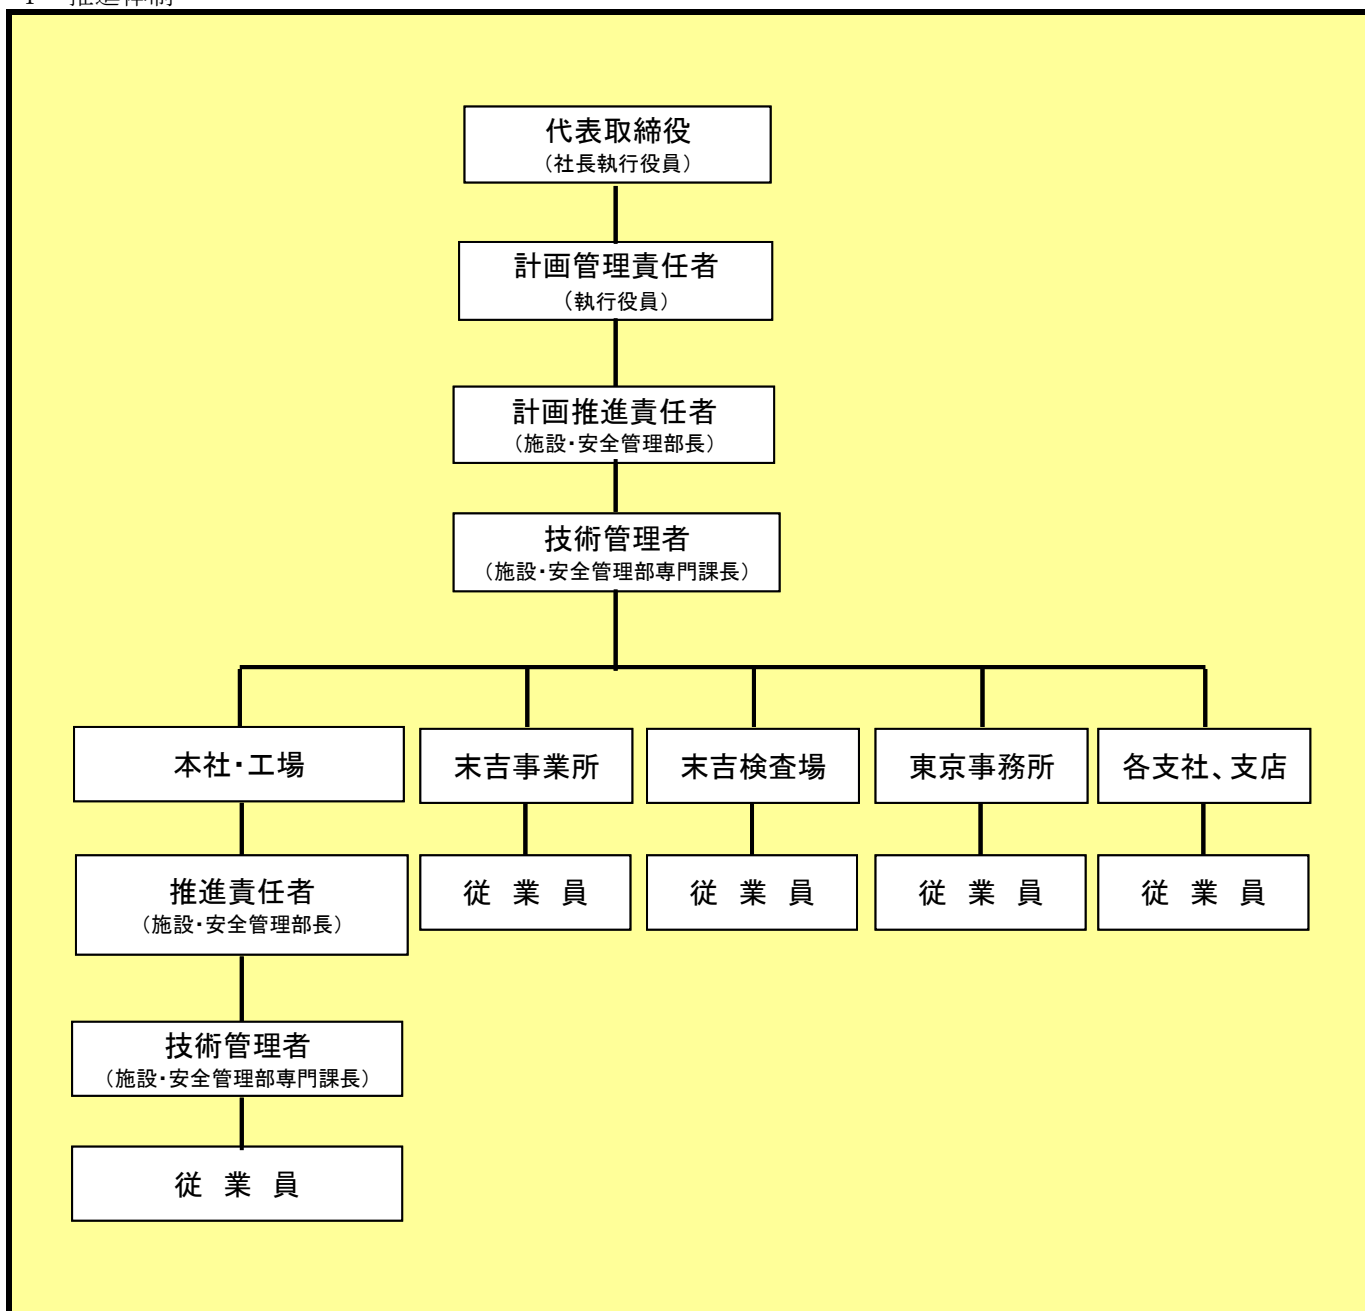 代表取締役
（社長執行役員）
計画管理責任者
（執行役員）
計画推進責任者
（施設・安全管理部長）
技術管理者
（施設・安全管理部専門課長）
本社・工場
末吉事業所
末吉検査場
東京事務所
各支社、支店
推進責任者
（施設・安全管理部長）
従　業　員
従　業　員
従　業　員
従　業　員
技術管理者
（施設・安全管理部専門課長）
従　業　員